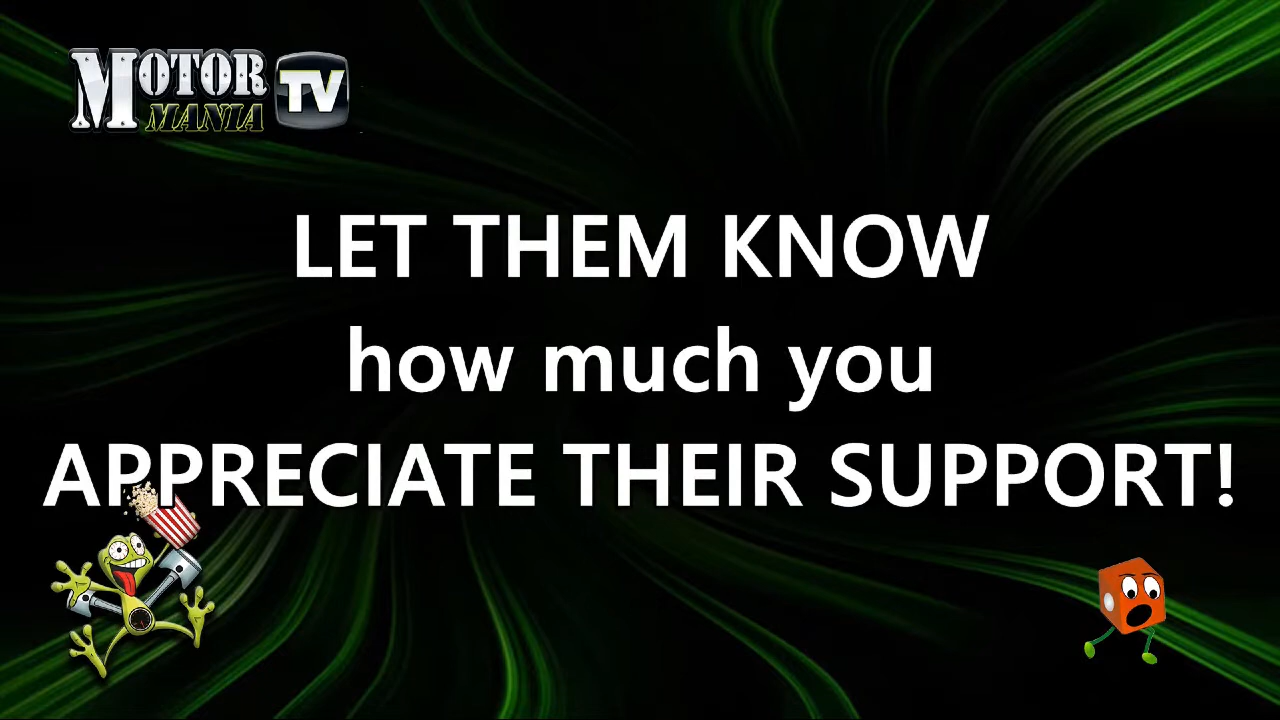 MOTOR
MANIA TV
LET THEM KNOW
how much you
APPRECIATE THEIR SUPPORT!